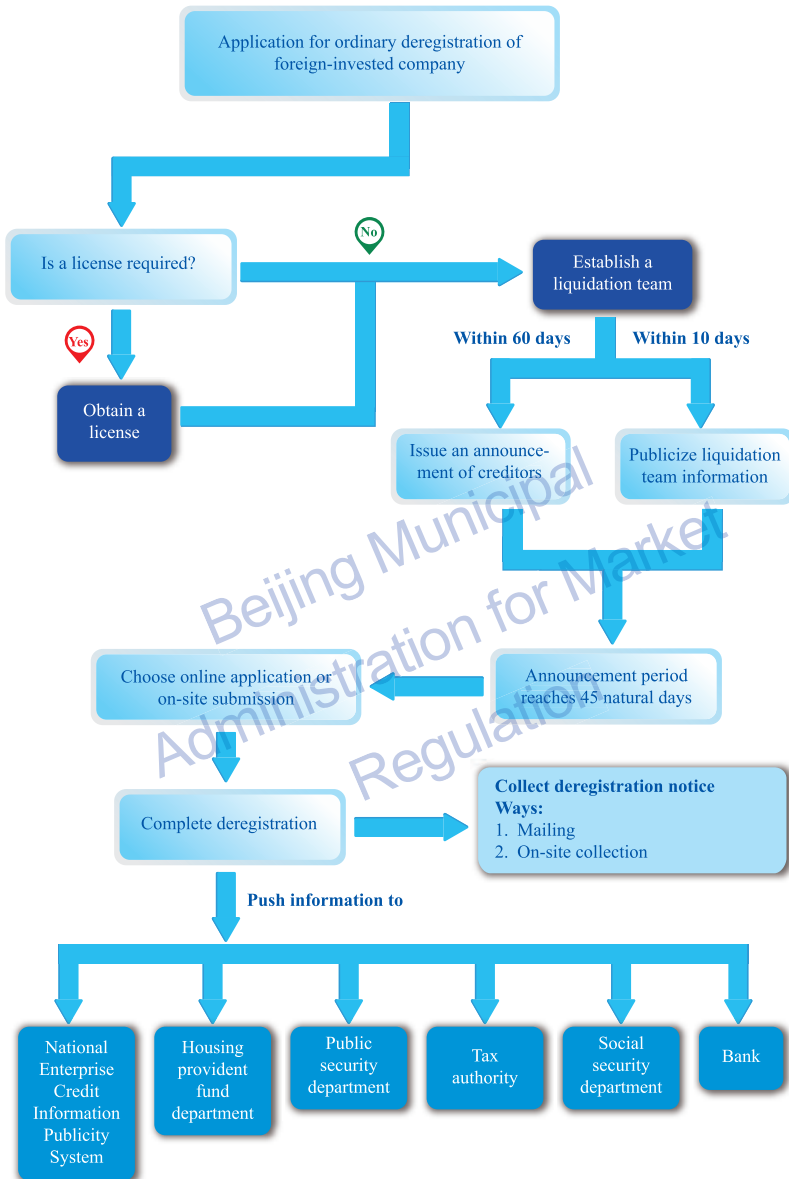 Application for ordinary deregistration of
foreign-invested company
Is a license required?
No
Establish a
liquidation team
Yes
Obtain a
license
Within 60 days
Within 10 days
Issue an announce-
ment of creditors
Publicize liquidation
team information
Announcement period
reaches 45 natural days
Choose online application or
on-site submission
Beijing Municipal
Administration for Market
Regulation
Complete deregistration
Collect deregistration notice
Ways:
1. Mailing
2. On-site collection
Push information to
National
Enterprise
Credit
Information
Publicity
System
Housing
provident
fund
department
Public
security
department
Tax
authority
Social
security
department
Bank